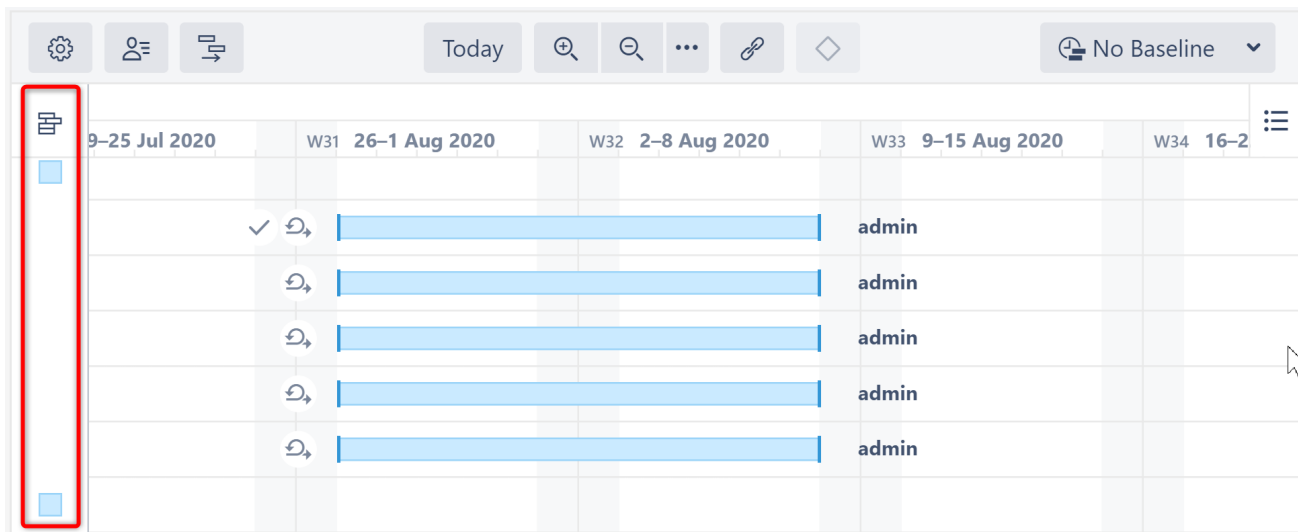 Today No Baseline
9–25 Jul 2020 W31 26–1 Aug 2020 W32 2–8 Aug 2020 W33 9–15 Aug 2020 W34 16–2
admin
admin
admin
admin
admin